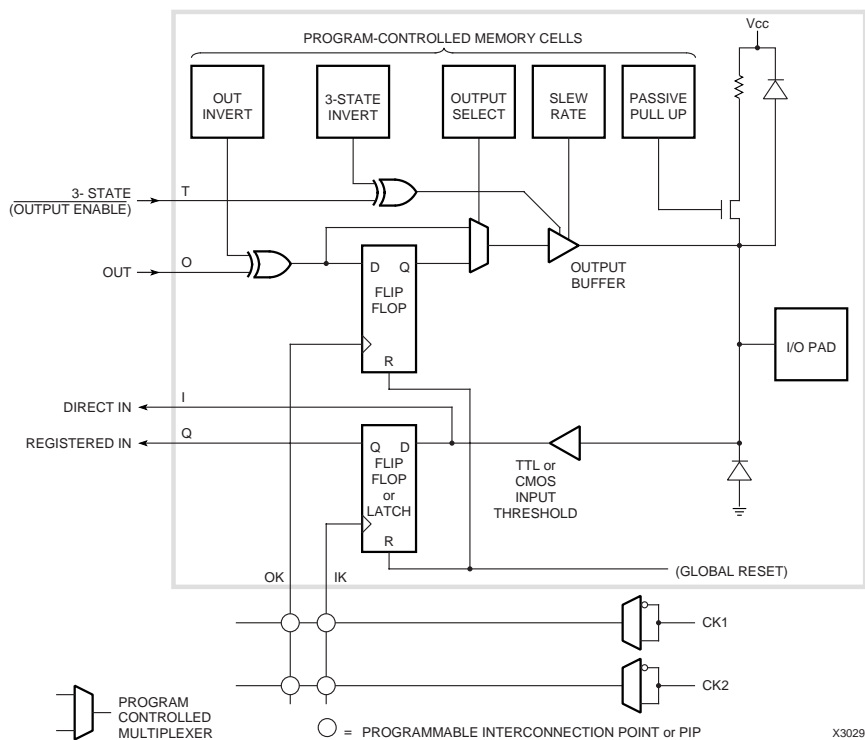 Vcc
PROGRAM-CONTROLLED MEMORY CELLS
OUT
INVERT
3-STATE
INVERT
OUTPUT
SELECT
SLEW
RATE
PASSIVE
PULL UP
3- STATE
(OUTPUT ENABLE)
T
OUT
O
D Q
FLIP
FLOP
R
OUTPUT
BUFFER
I/O PAD
DIRECT IN
I
REGISTERED IN
Q
Q D
FLIP
FLOP
or
LATCH
R
TTL or
CMOS
INPUT
THRESHOLD
OK
IK
(GLOBAL RESET)
CK1
CK2
PROGRAM
CONTROLLED
MULTIPLEXER
= PROGRAMMABLE INTERCONNECTION POINT or PIP
X3029